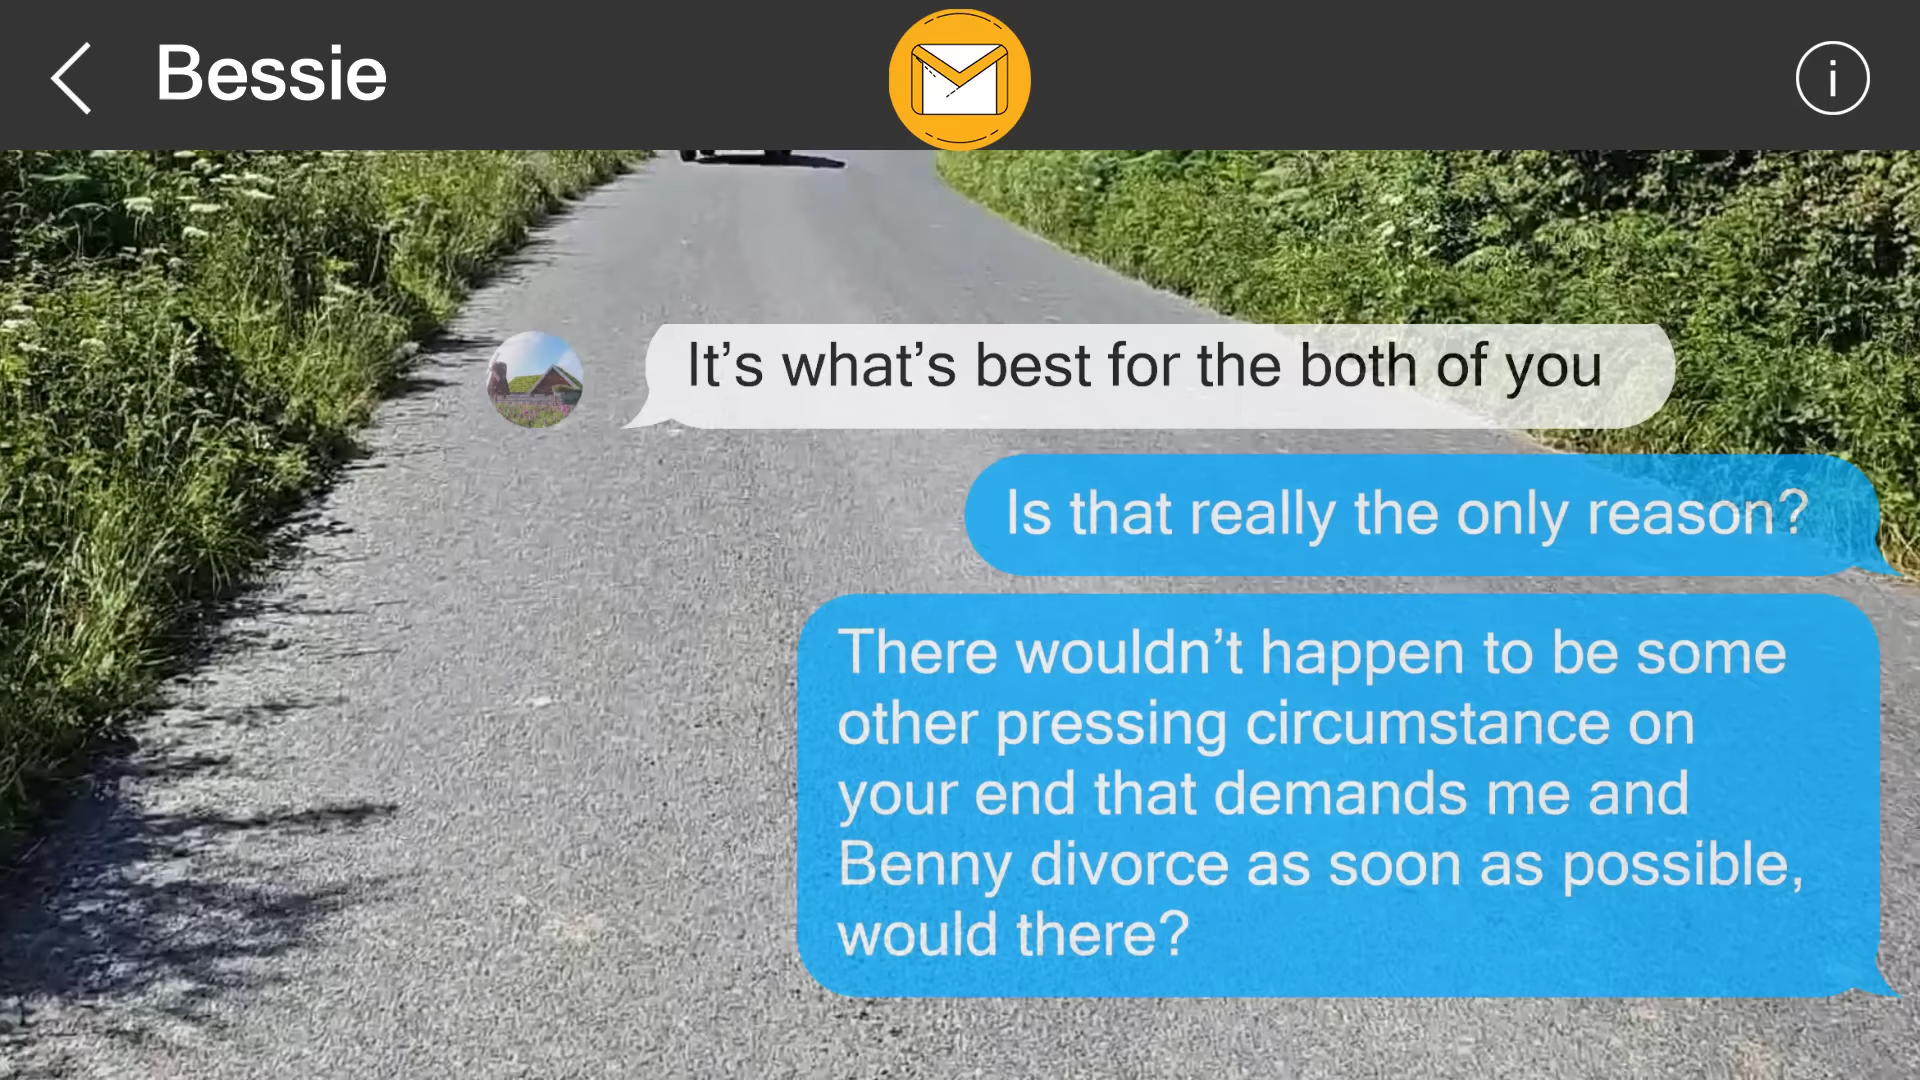 Bessie
i
It’s what’s best for the both of you
Is that really the only reason?
There wouldn’t happen to be some
other pressing circumstance on
your end that demands me and
Benny divorce as soon as possible,
would there?